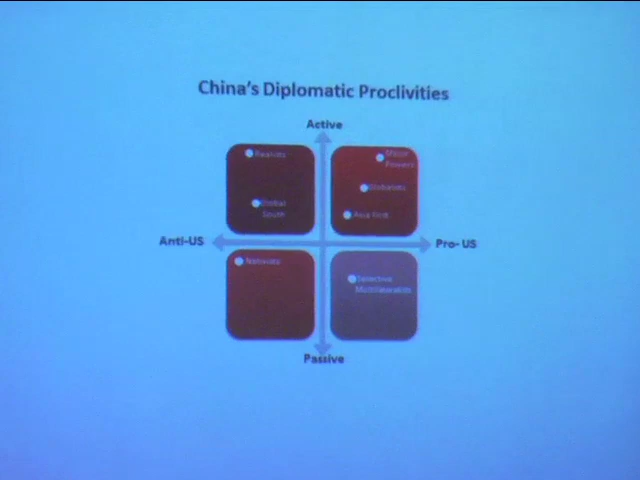 China's Diplomatic Proclivities
Active
Realists
Major
Powers
Globalists
Global
South
Asia First
Anti-US
Pro-US
Nativists
Selective
Multilateralists
Passive